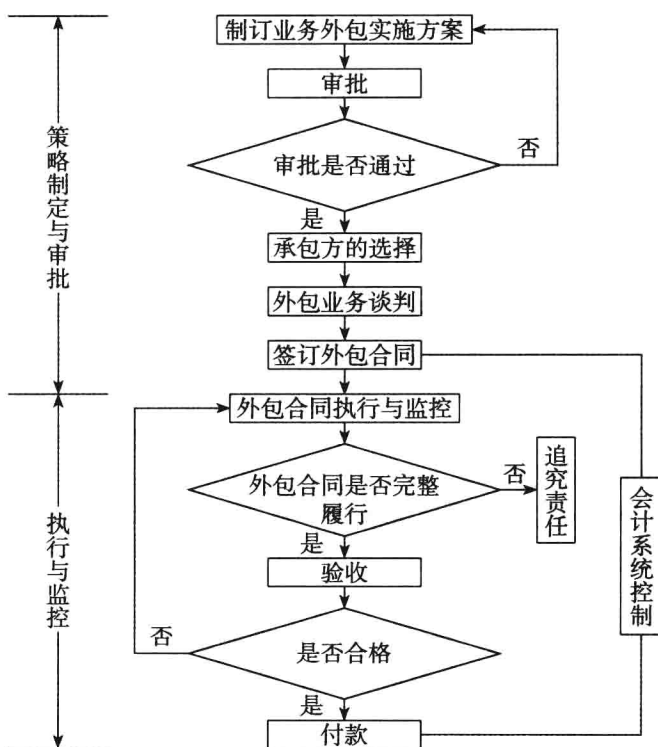 制订业务外包实施方案
审批
审批是否通过
否
是
承包方的选择
外包业务谈判
签订外包合同
策略制定与审批
外包合同执行与监控
外包合同是否完整
履行
否
追究责任
是
验收
会计系统控制
执行与监控
否
是否合格
是
付款